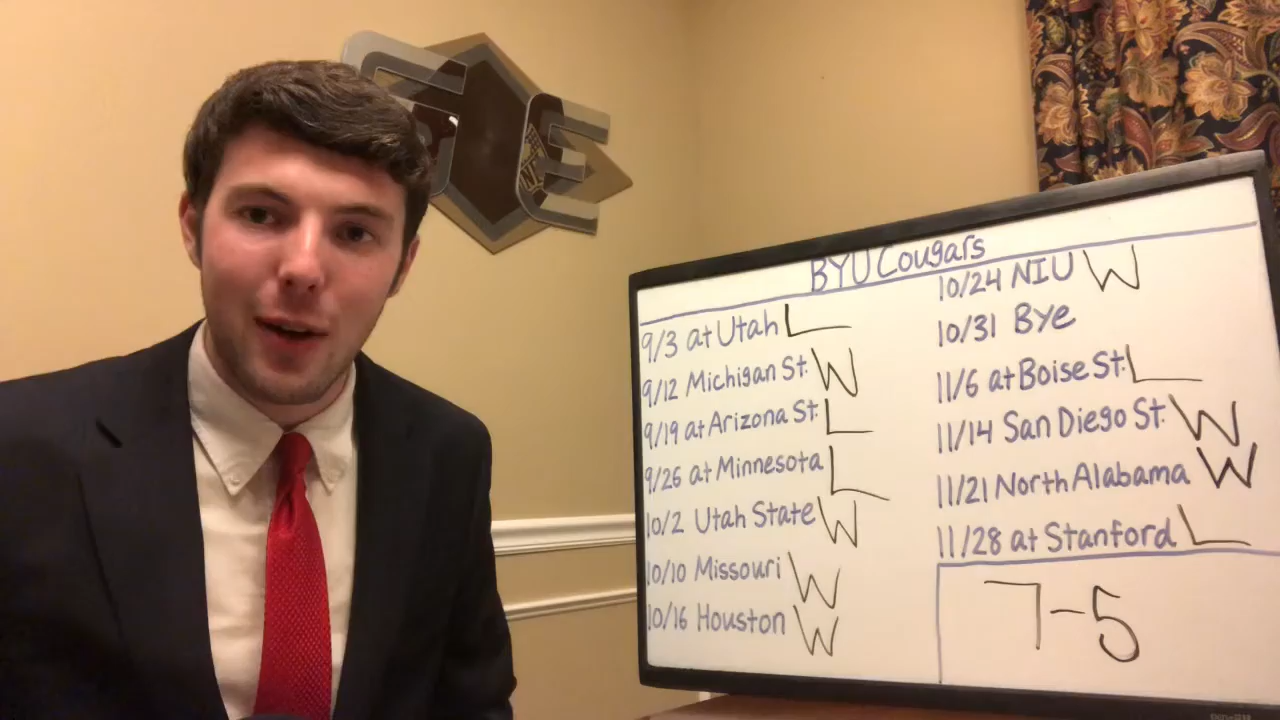 BYU Cougars
9/3 at Utah L
9/12 Michigan St. W
9/19 at Arizona St. L
9/26 at Minnesota L
10/2 Utah State W
10/10 Missouri W
10/16 Houston W
10/24 NIU W
10/31 Bye
11/6 at Boise St. L
11/14 San Diego St. W
11/21 North Alabama W
11/28 at Stanford L
7-5